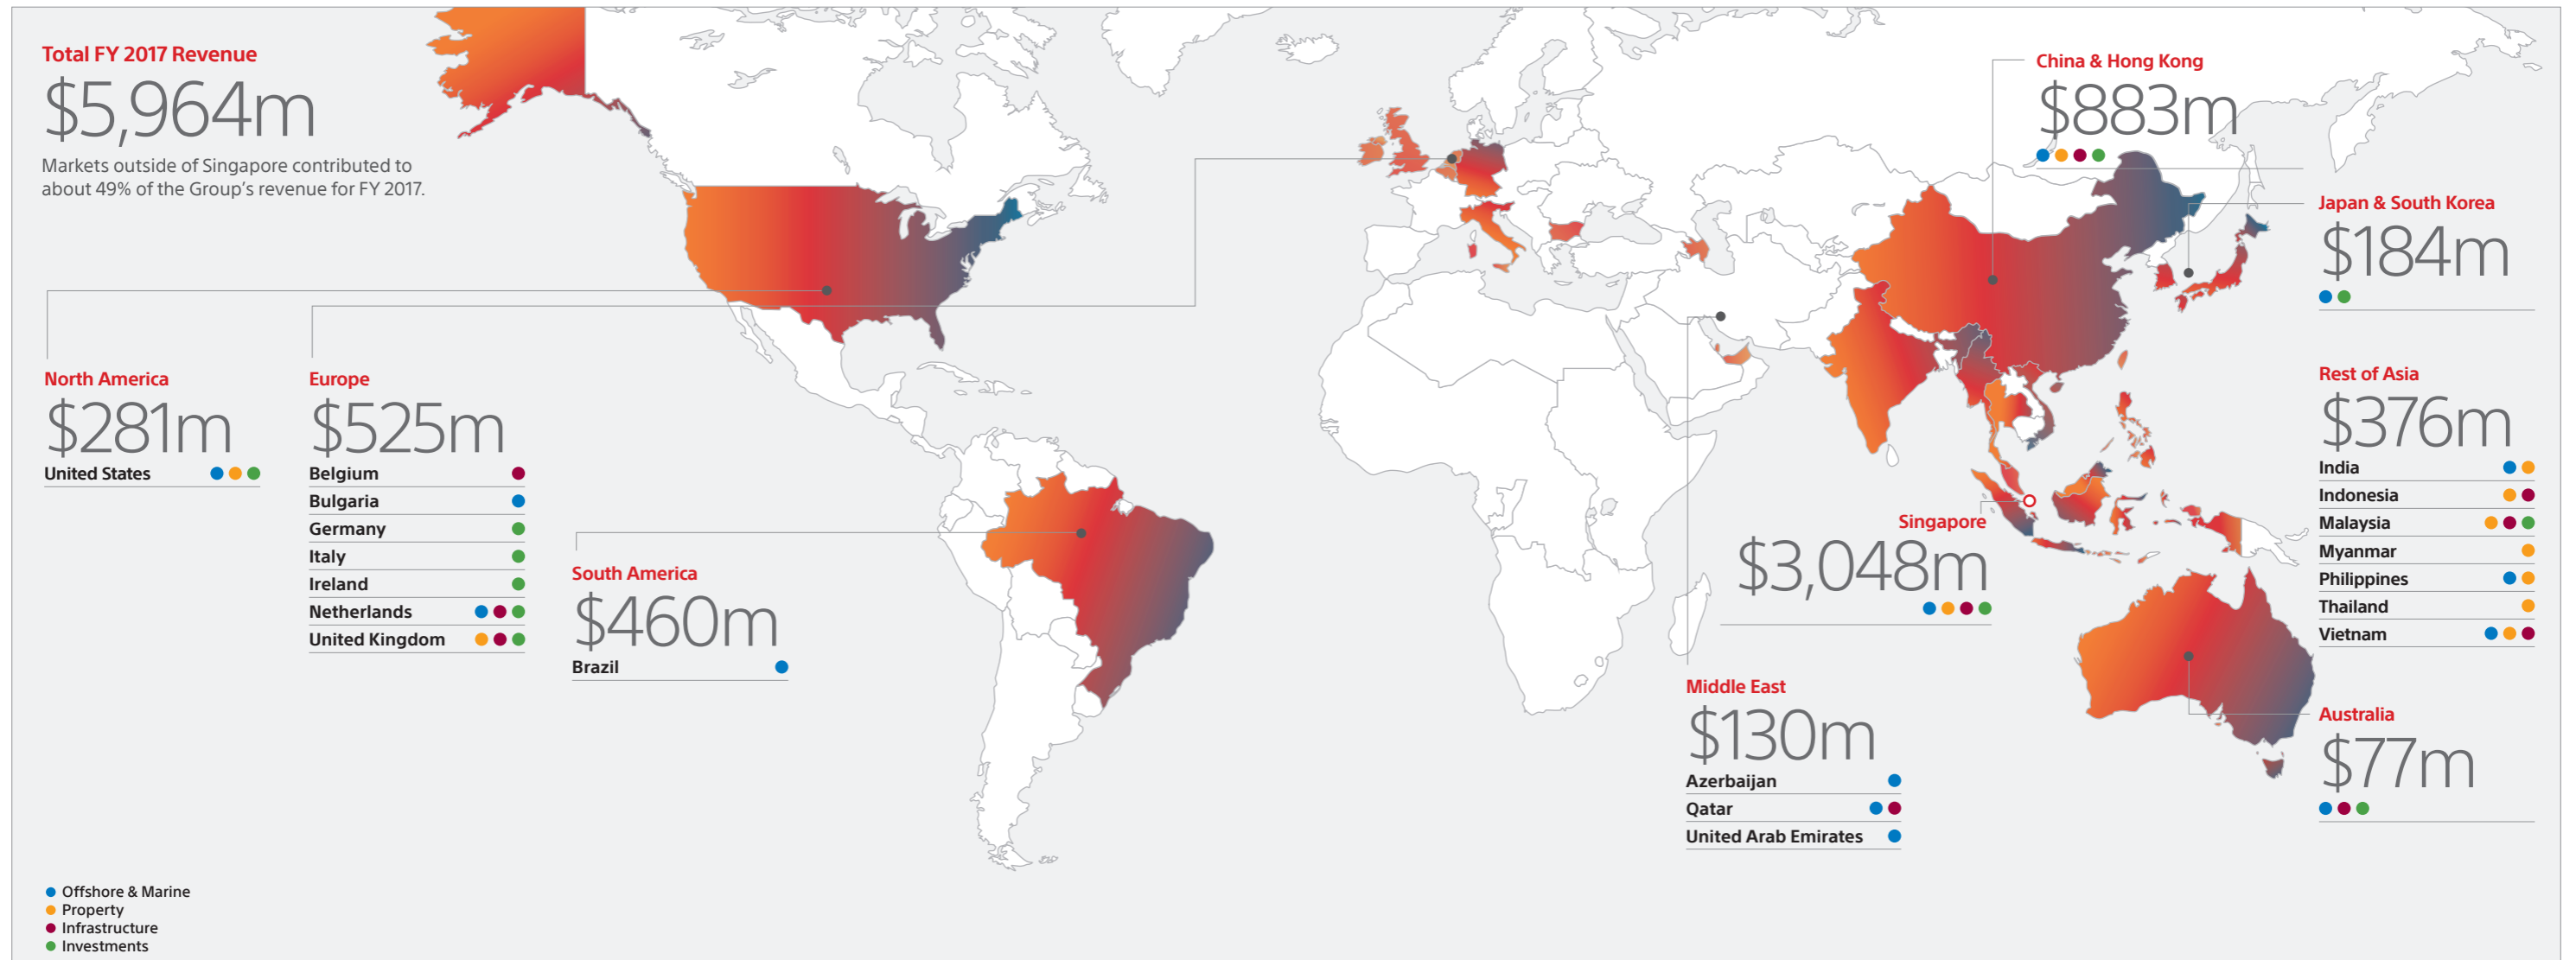 Total FY 2017 Revenue
$5,964m
Markets outside of Singapore contributed to
about 49% of the Group's revenue for FY 2017.
North America
$281m
United States
Europe
$525m
Belgium
Bulgaria
Germany
Italy
Ireland
Netherlands
United Kingdom
South America
$460m
Brazil
China & Hong Kong
$883m
Japan & South Korea
$184m
Rest of Asia
$376m
India
Indonesia
Malaysia
Myanmar
Philippines
Thailand
Vietnam
Singapore
$3,048m
Middle East
$130m
Azerbaijan
Qatar
United Arab Emirates
Australia
$77m
Offshore & Marine
Property
Infrastructure
Investments